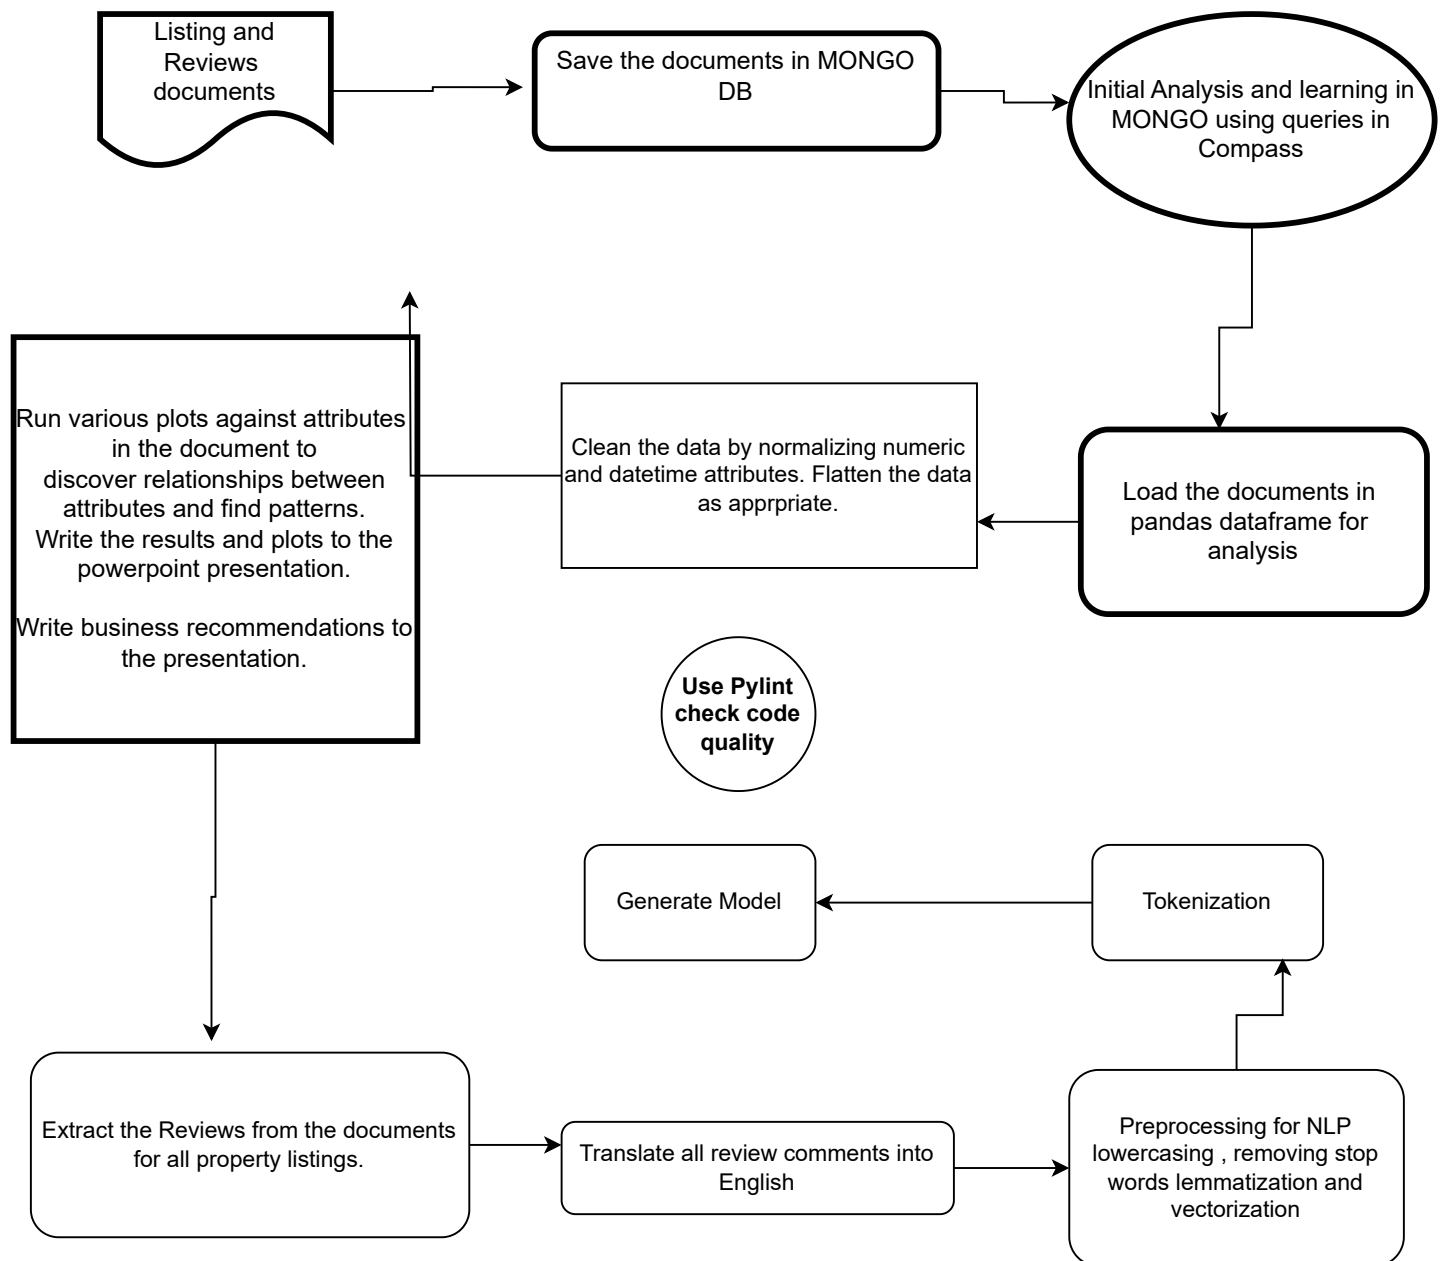 Listing and
Reviews
documents
Save the documents in MONGO
DB
Initial Analysis and learning in
MONGO using queries in
Compass
Run various plots against attributes
in the document to
discover relationships between
attributes and find patterns.
Write the results and plots to the
powerpoint presentation.
Write business recommendations to
the presentation.
Clean the data by normalizing numeric
and datetime attributes. Flatten the data
as apprpriate.
Load the documents in
pandas dataframe for
analysis
Use Pylint
check code
quality
Generate Model
Tokenization
Extract the Reviews from the documents
for all property listings.
Translate all review comments into
English
Preprocessing for NLP
lowercasing , removing stop
words lemmatization and
vectorization